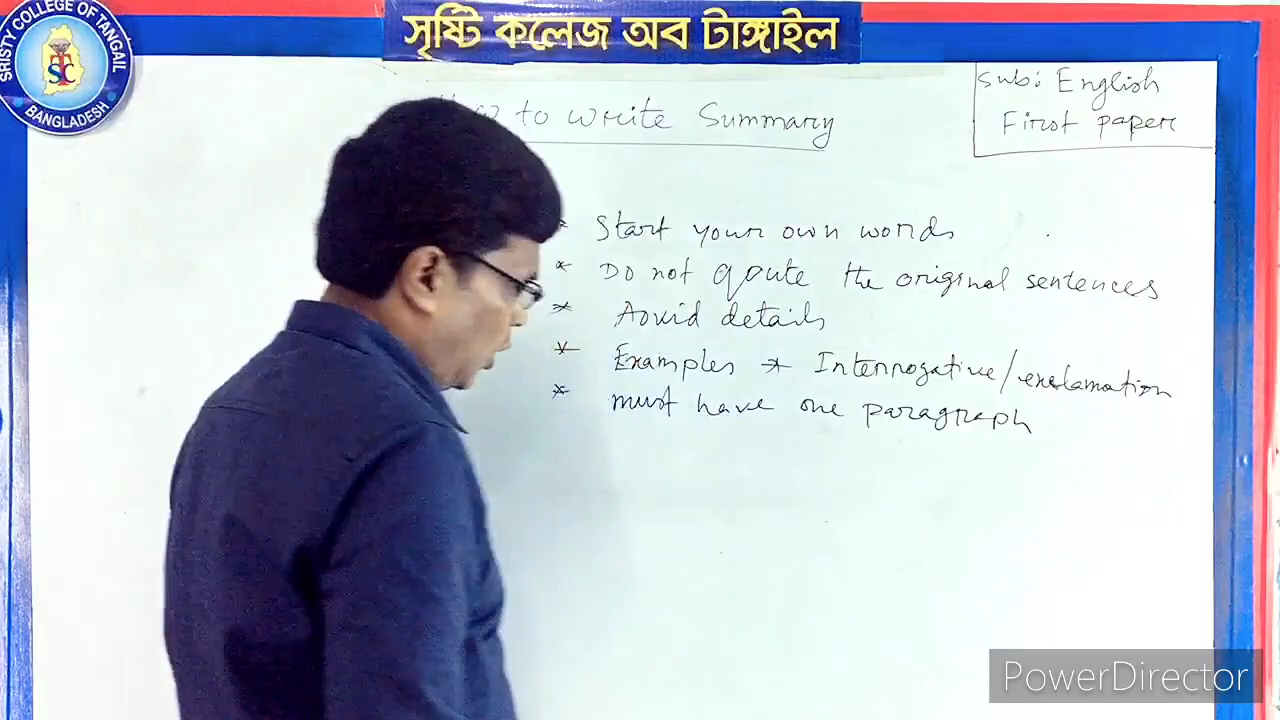 সৃষ্টি কলেজ অব টাঙ্গাইল
SRISTY COLLEGE OF TANGAIL
STC
BANGLADESH
Sub: English
First paper
to write Summary
* Start your own words
* Do not qoute the original sentences
* Aovid details
* Examples * Interrogative/exclamation
* must have one paragraph
PowerDirector